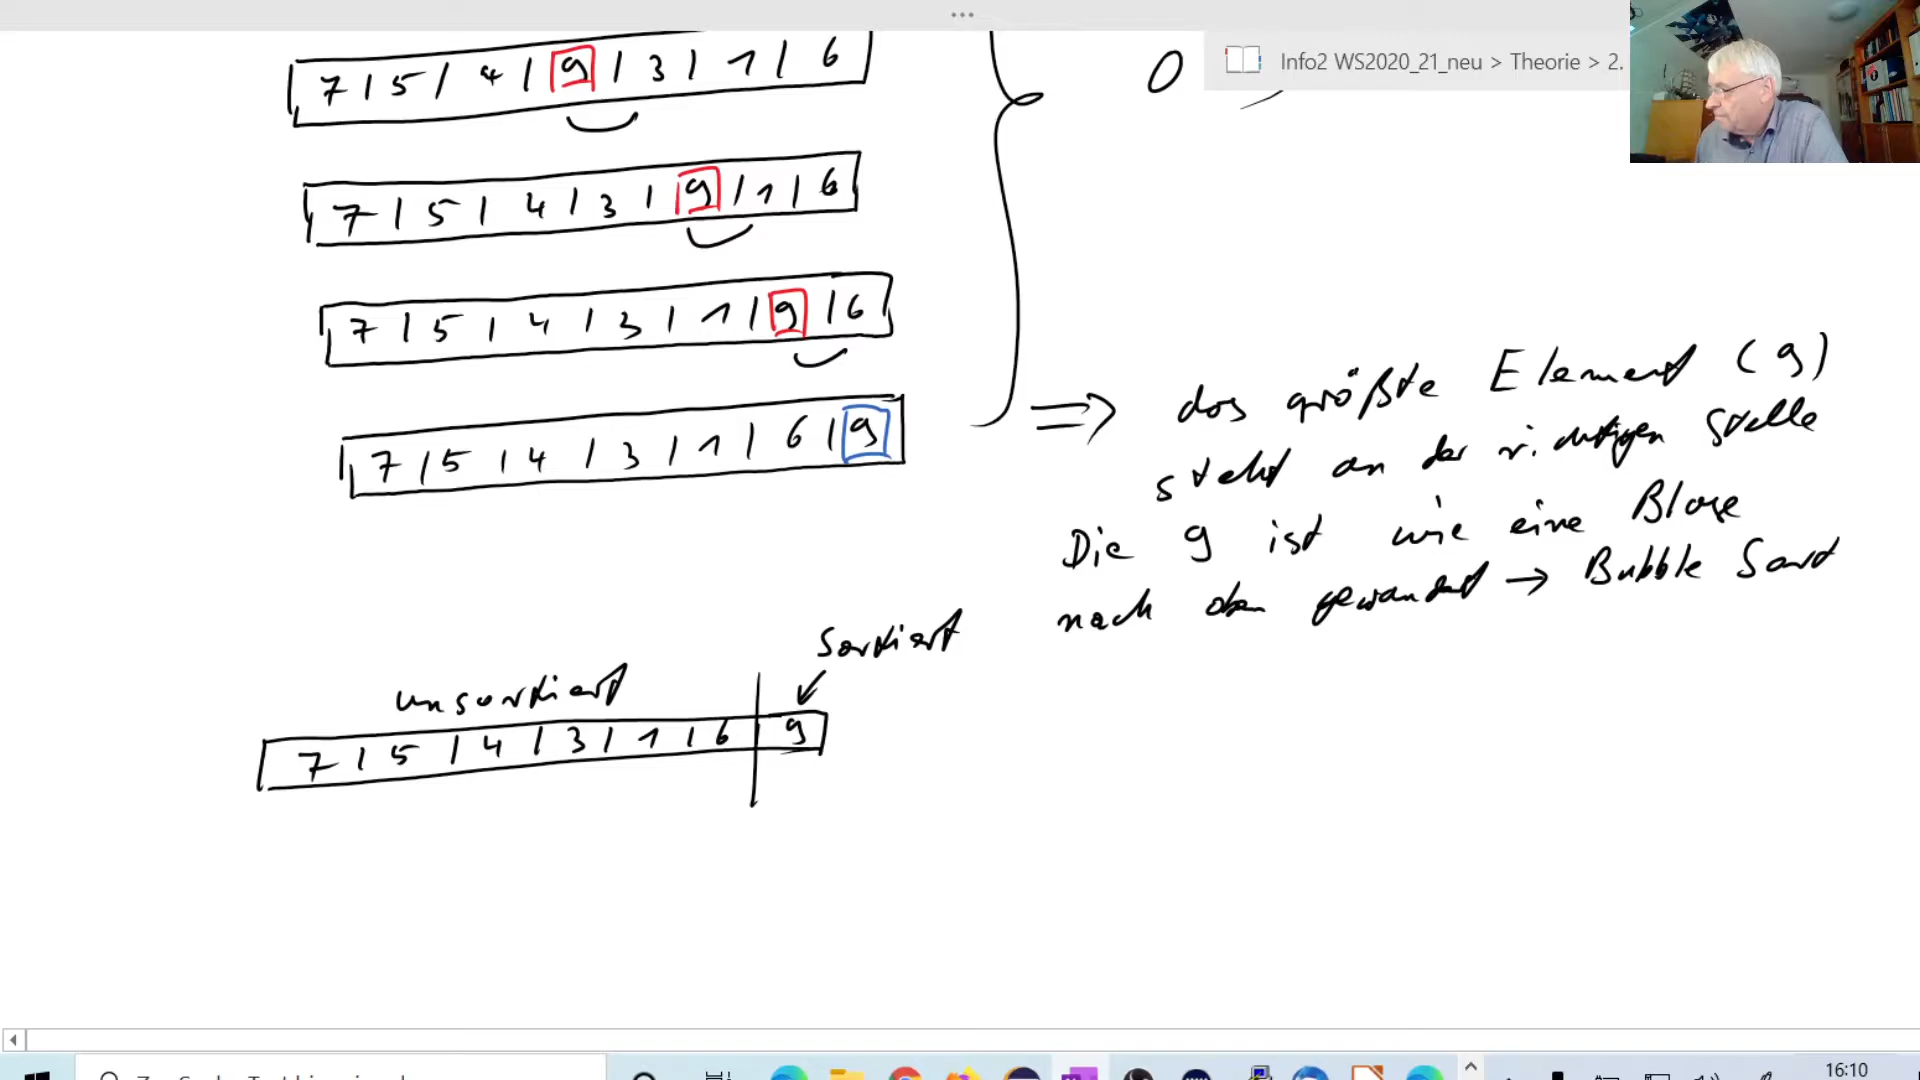 Info2 WS2020_21_neu > Theorie > 2.
0
7 | 5 | 4 | 9 | 3 | 1 | 6
7 | 5 | 4 | 3 | 9 | 1 | 6
7 | 5 | 4 | 3 | 1 | 9 | 6
7 | 5 | 4 | 3 | 1 | 6 | 9
=> das größte Element (9)
steht an der richtigen Stelle
Die 9 ist wie eine Blase
nach oben gewandert → Bubble Sort
sortiert
unsortiert
7 | 5 | 4 | 3 | 1 | 6 | 9
16:10